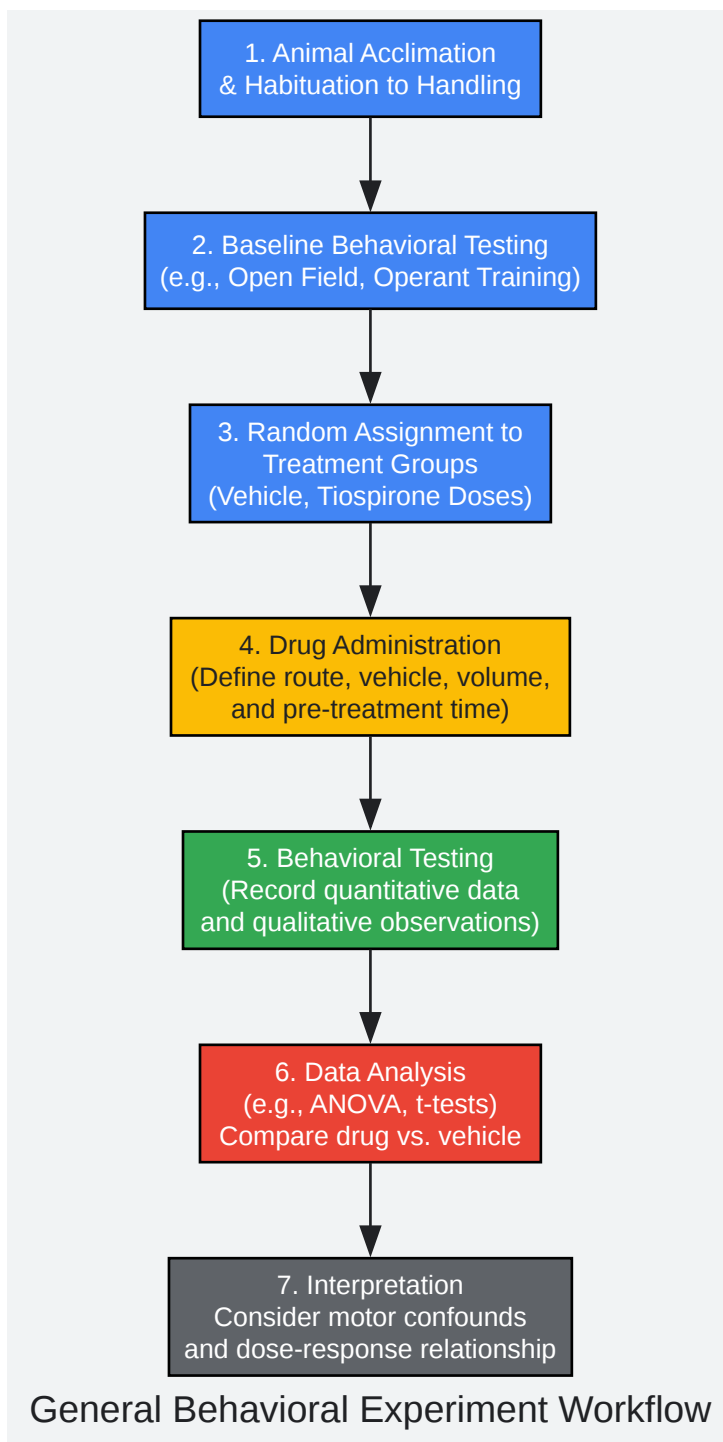 1. Animal Acclimation
& Habituation to Handling
2. Baseline Behavioral Testing
(e.g., Open Field, Operant Training)
3. Random Assignment to
Treatment Groups
(Vehicle, Tiospirone Doses)
4. Drug Administration
(Define route, vehicle, volume,
and pre-treatment time)
5. Behavioral Testing
(Record quantitative data
and qualitative observations)
6. Data Analysis
(e.g., ANOVA, t-tests)
Compare drug vs. vehicle
7. Interpretation
Consider motor confounds
and dose-response relationship
General Behavioral Experiment Workflow